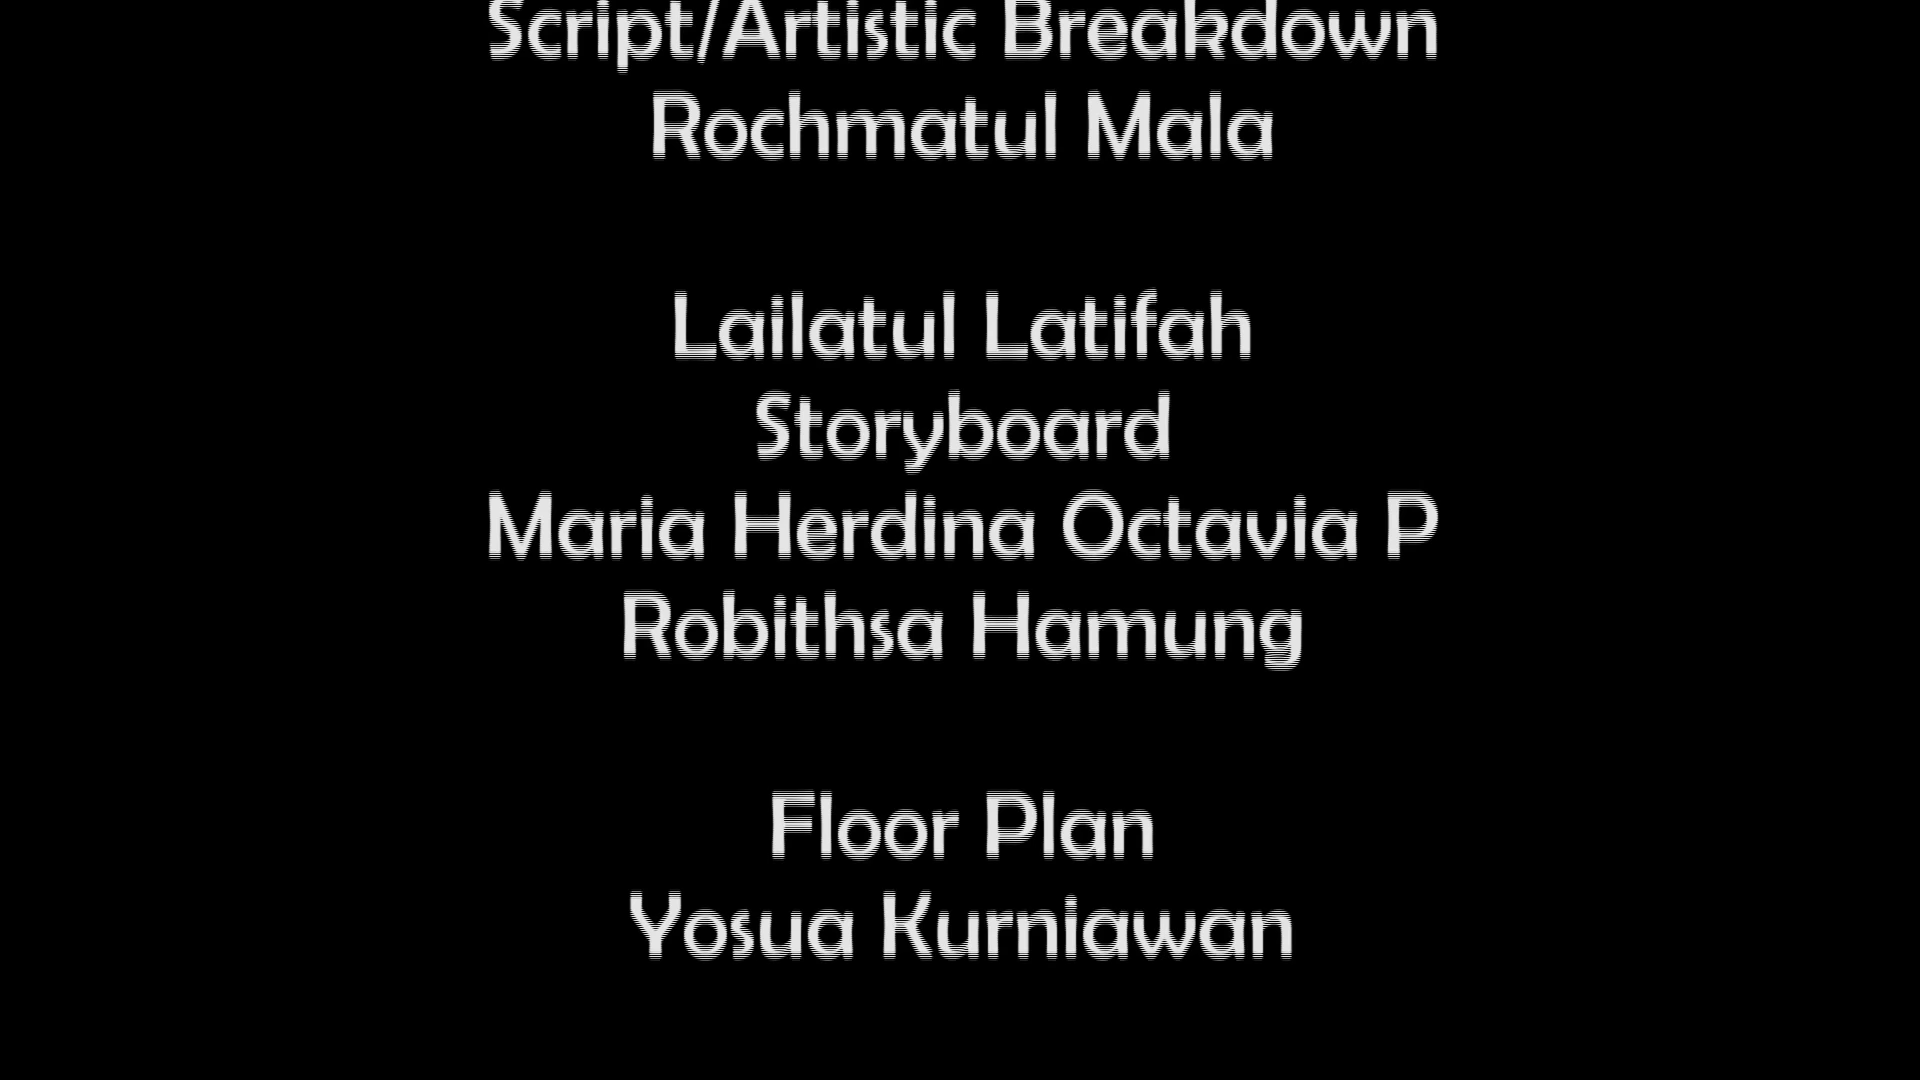 Script/Artistic Breakdown
Rochmatul Mala
Lailatul Latifah
Storyboard
Maria Herdina Octavia P
Robithsa Hamung
Floor Plan
Yosua Kurniawan